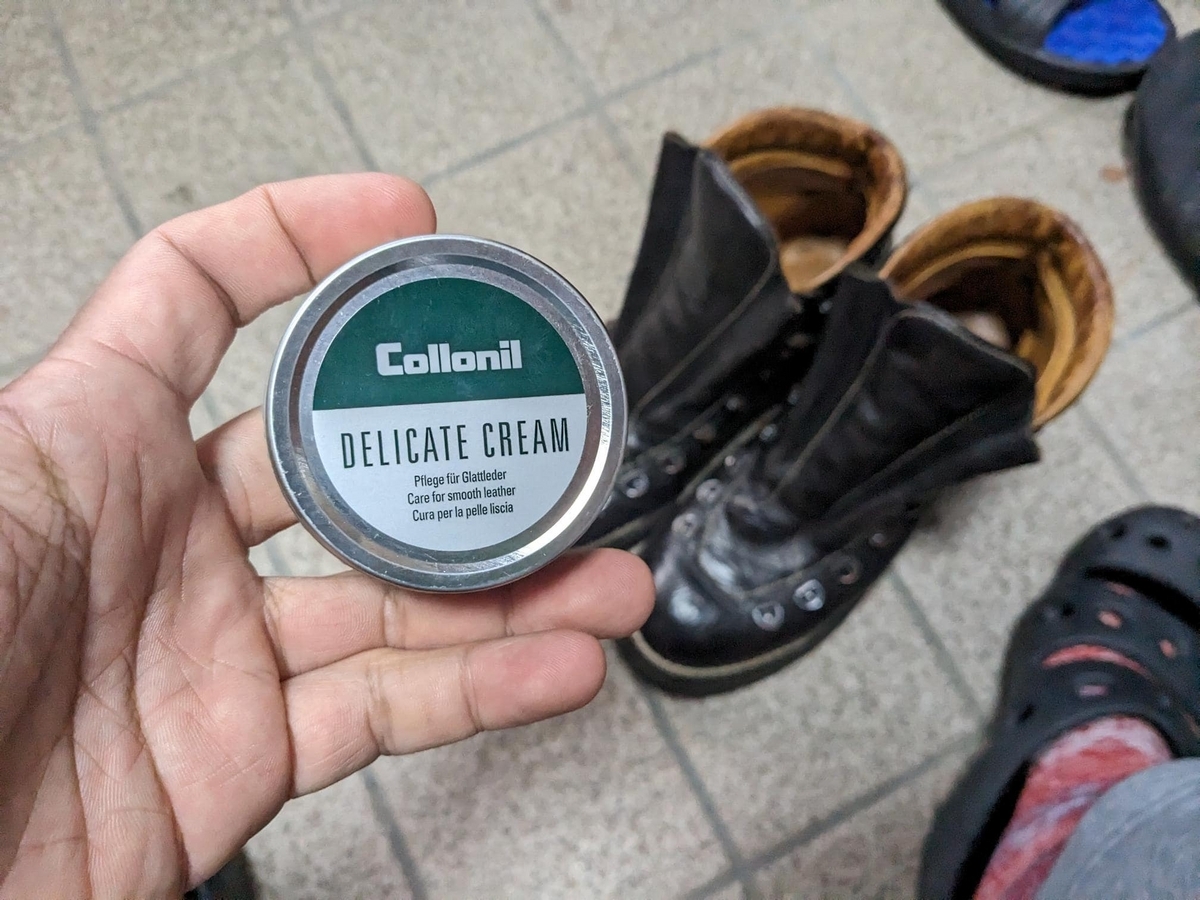 Collonil
DELICATE CREAM
Pflege für Glattleder
Care for smooth leather
Cura per la pelle liscia